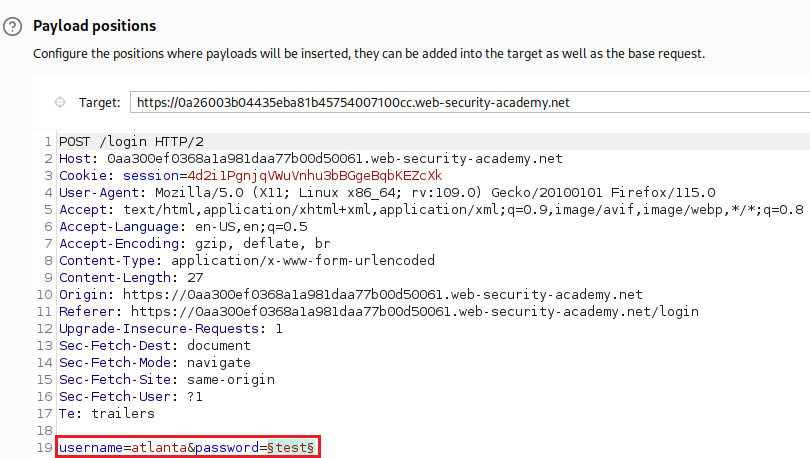 Payload positions
Configure the positions where payloads will be inserted, they can be added into the target as well as the base request.
Target: https://0a26003b04435eba81b45754007100cc.web-security-academy.net
1 POST /login HTTP/2
2 Host: 0aa300ef0368a1a981daa77b00d50061.web-security-academy.net
3 Cookie: session=4d2i1PgnjqVWuVnhu3bBGgeBqbKEZcXk
4 User-Agent: Mozilla/5.0 (X11; Linux x86_64; rv:109.0) Gecko/20100101 Firefox/115.0
5 Accept: text/html,application/xhtml+xml,application/xml;q=0.9,image/avif,image/webp,*/*;q=0.8
6 Accept-Language: en-US,en;q=0.5
7 Accept-Encoding: gzip, deflate, br
8 Content-Type: application/x-www-form-urlencoded
9 Content-Length: 27
10 Origin: https://0aa300ef0368a1a981daa77b00d50061.web-security-academy.net
11 Referer: https://0aa300ef0368a1a981daa77b00d50061.web-security-academy.net/login
12 Upgrade-Insecure-Requests: 1
13 Sec-Fetch-Dest: document
14 Sec-Fetch-Mode: navigate
15 Sec-Fetch-Site: same-origin
16 Sec-Fetch-User: ?1
17 Te: trailers
18
19 username=atlanta&password=§test§